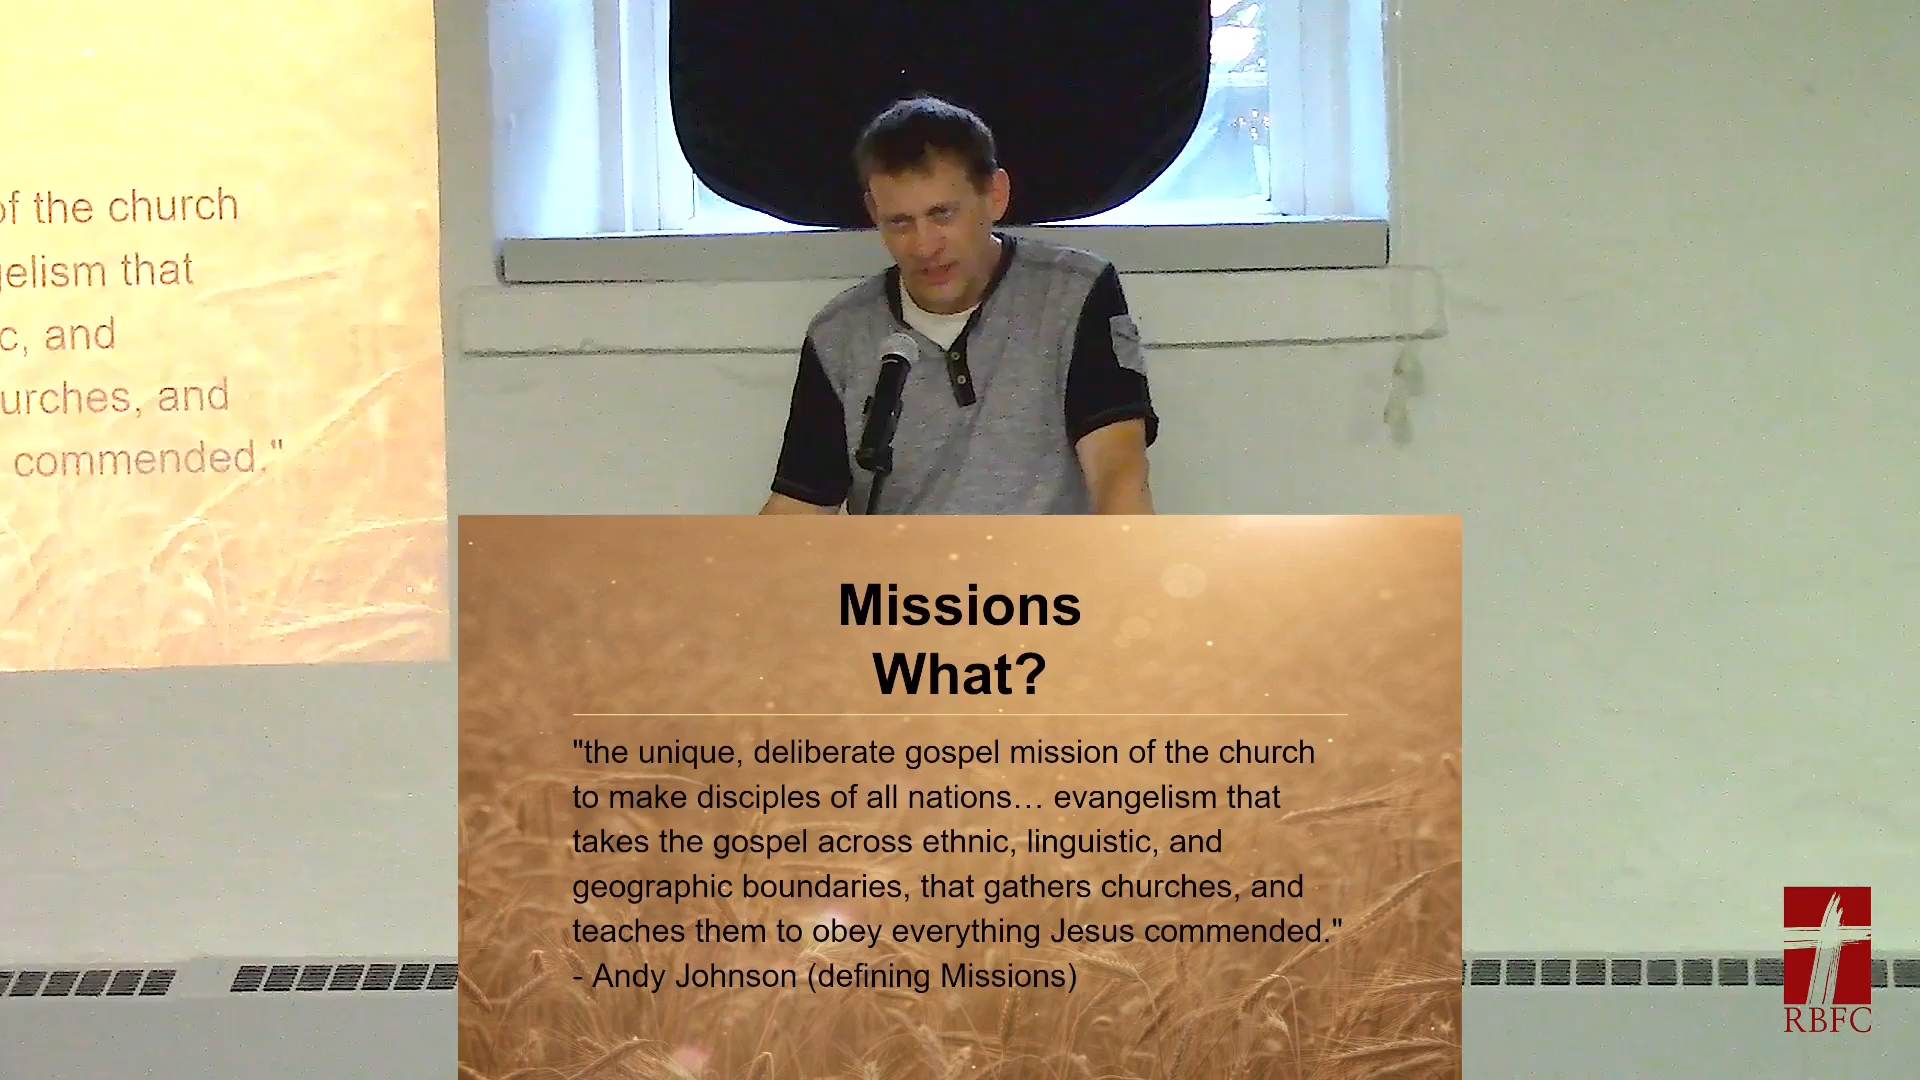 of the church
gelism that
c, and
urches, and
commended."
Missions
What?
"the unique, deliberate gospel mission of the church
to make disciples of all nations… evangelism that
takes the gospel across ethnic, linguistic, and
geographic boundaries, that gathers churches, and
teaches them to obey everything Jesus commended."
- Andy Johnson (defining Missions)
RBFC